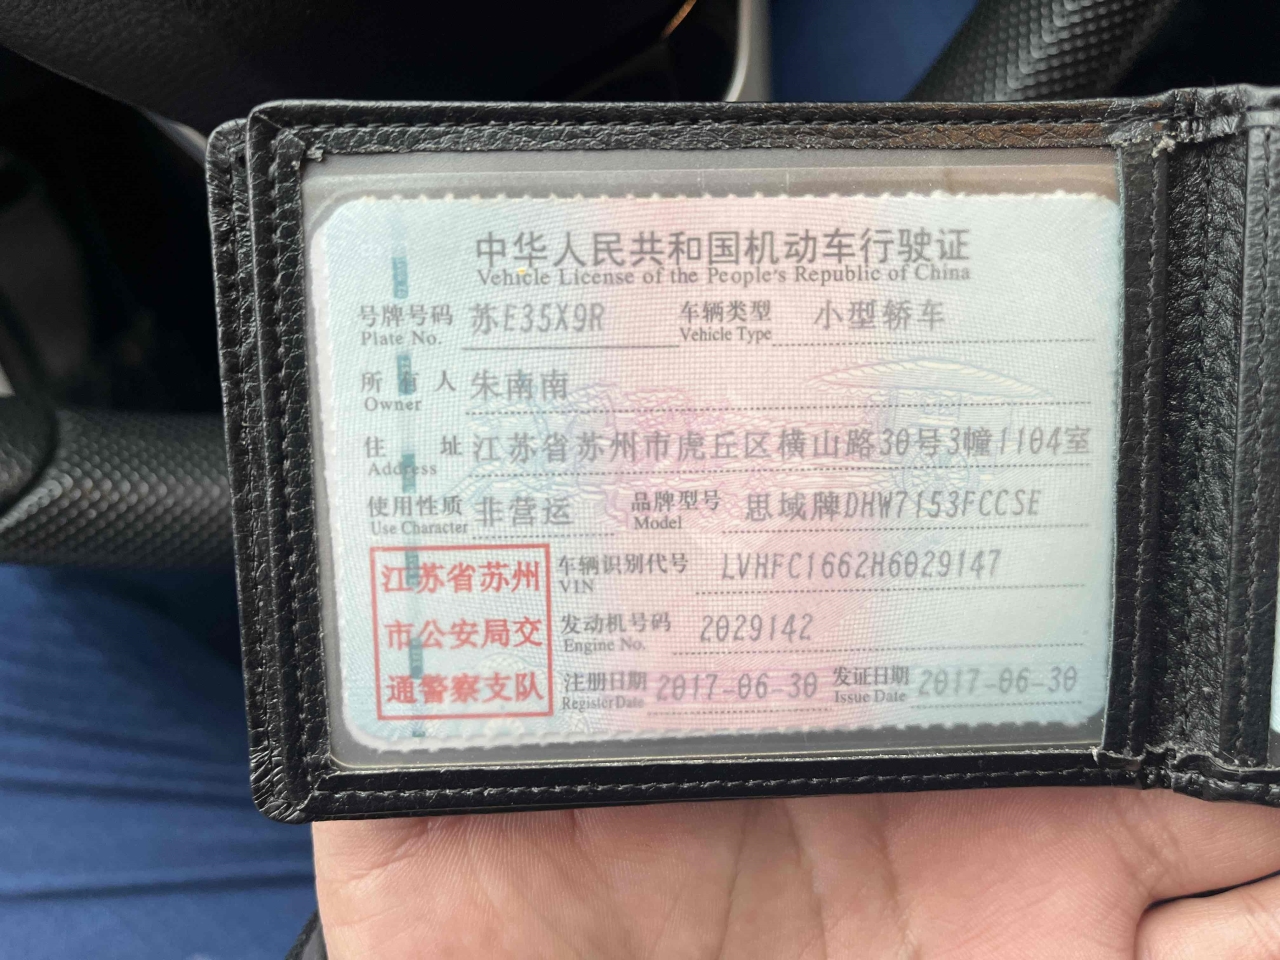 中华人民共和国机动车行驶证
Vehicle License of the People's Republic of China
号牌号码 苏E35X9R 车辆类型 小型轿车
Plate No. Vehicle Type
所有人 朱南南
Owner
住址 江苏省苏州市虎丘区横山路30号3幢1104室
Address
使用性质 非营运 品牌型号 思域牌DHW7153FCCSE
Use Character Model
江苏省苏州
市公安局交
通警察支队
车辆识别代号 LVHFC1662H6029147
VIN
发动机号码 2029142
Engine No.
注册日期 2017-06-30 发证日期 2017-06-30
Register Date Issue Date